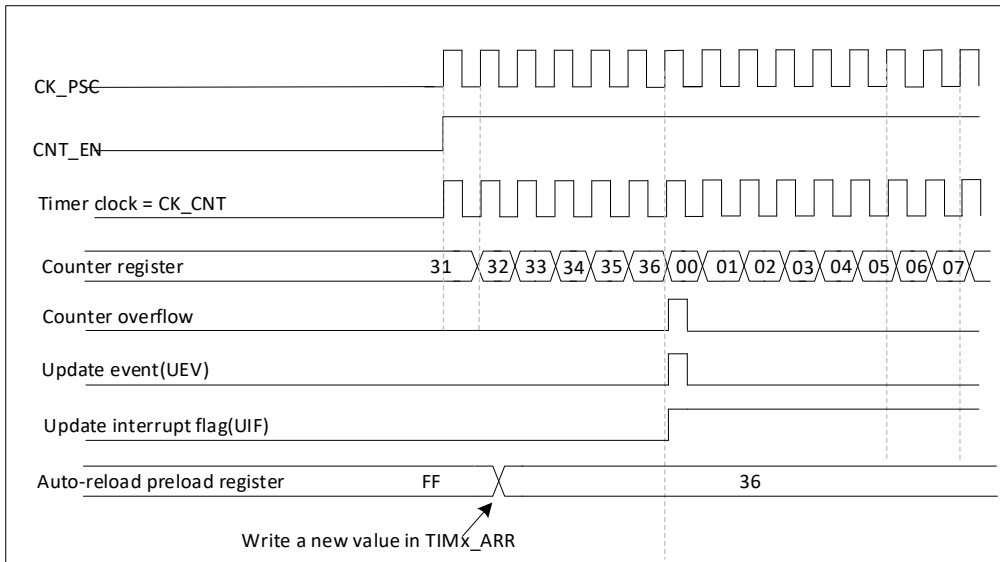 CK_PSC
CNT_EN
Timer clock = CK_CNT
Counter register 31 32 33 34 35 36 00 01 02 03 04 05 06 07
Counter overflow
Update event(UEV)
Update interrupt flag(UIF)
Auto-reload preload register FF 36
Write a new value in TIMx_ARR